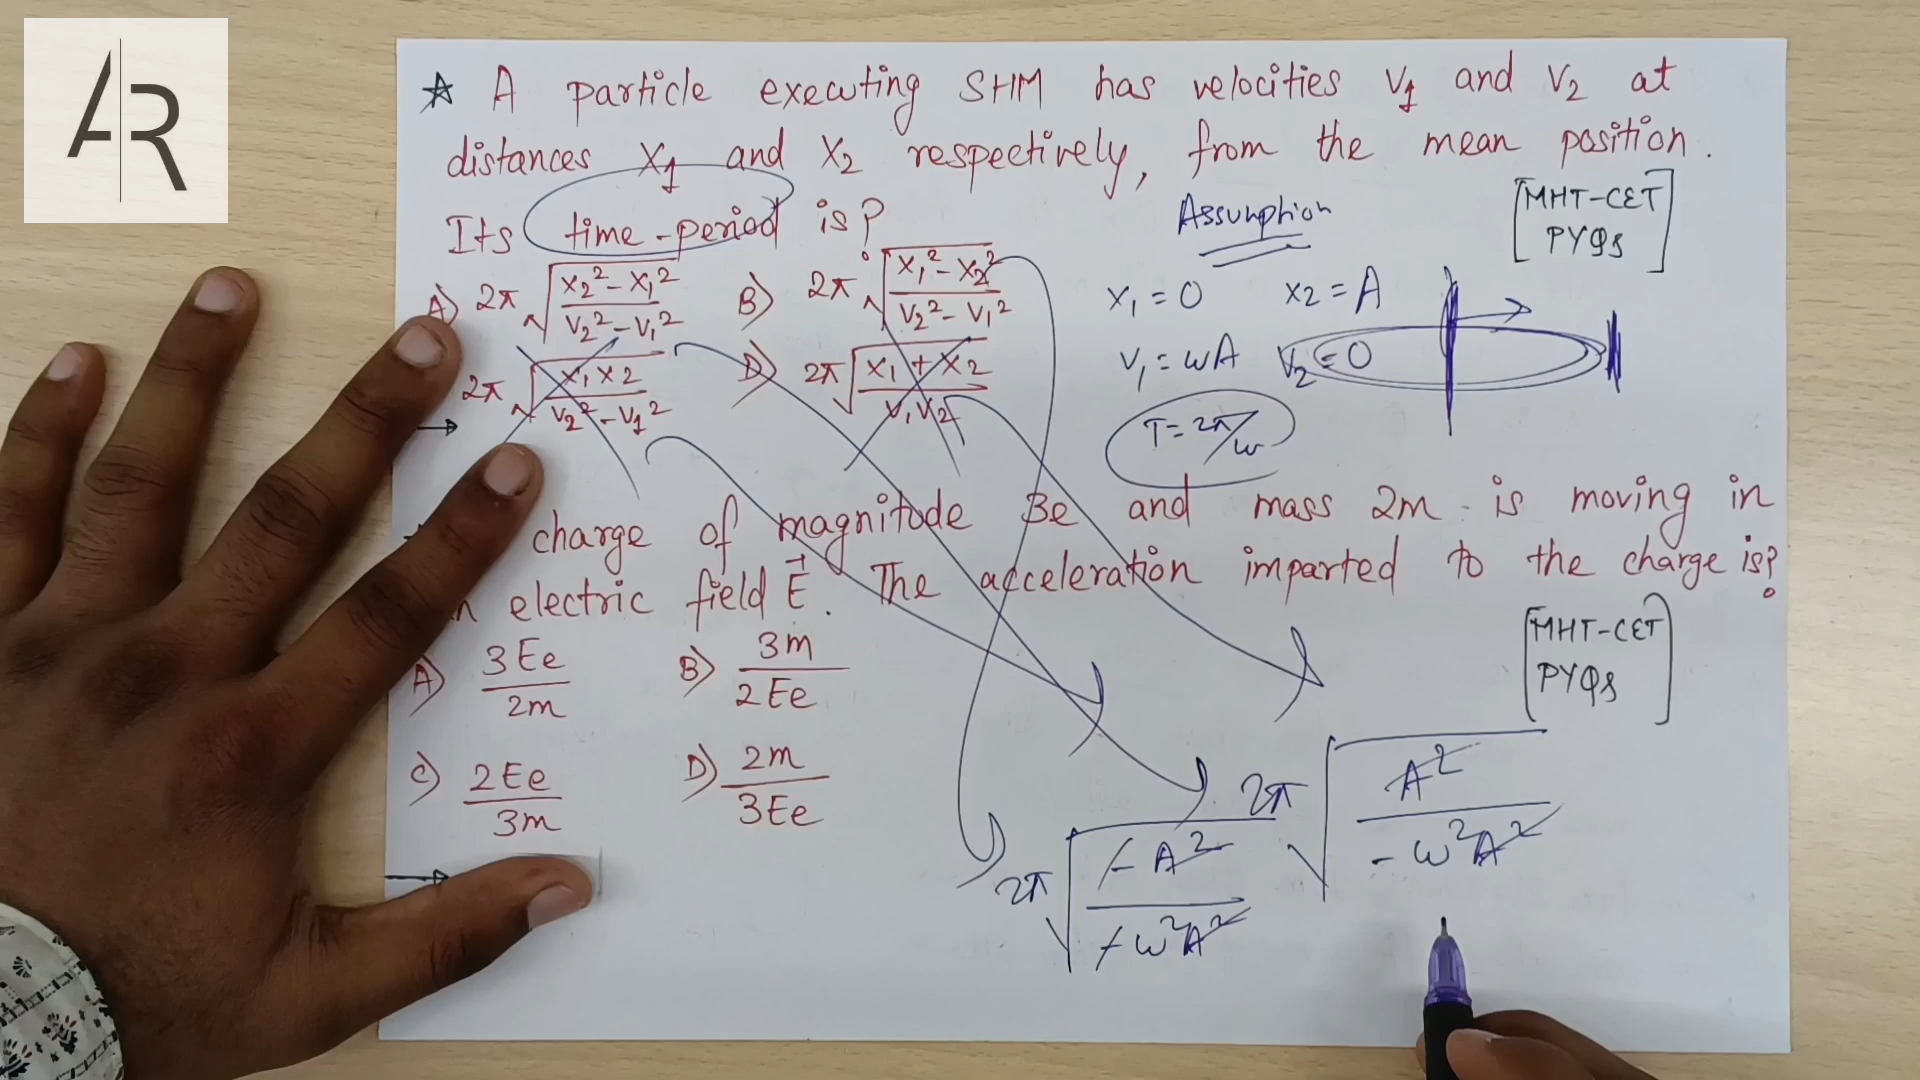 AR
☆ A particle executing SHM has velocities V1 and V2 at
distances x1 and x2 respectively, from the mean position.
Its time-period is?
[MHT-CET PYQs]
Assumption
A) 2π √((x2² - x1²)/(V2² - V1²)) B) 2π √((x1² - x2²)/(V2² - V1²))
2π √((x1 x2)/(V2² - V1²)) D) 2π √((x1 + x2)/(V1 V2))
x1 = 0 x2 = A
V1 = ωA V2 = 0
T = 2π/ω
charge of magnitude 3e and mass 2m is moving in
electric field E⃗. The acceleration imparted to the charge is?
[MHT-CET PYQs]
A) 3Ee/2m B) 3m/2Ee
C) 2Ee/3m D) 2m/3Ee
2π √(-A²/-ω²A²)
2π √(A²/-ω²A²)